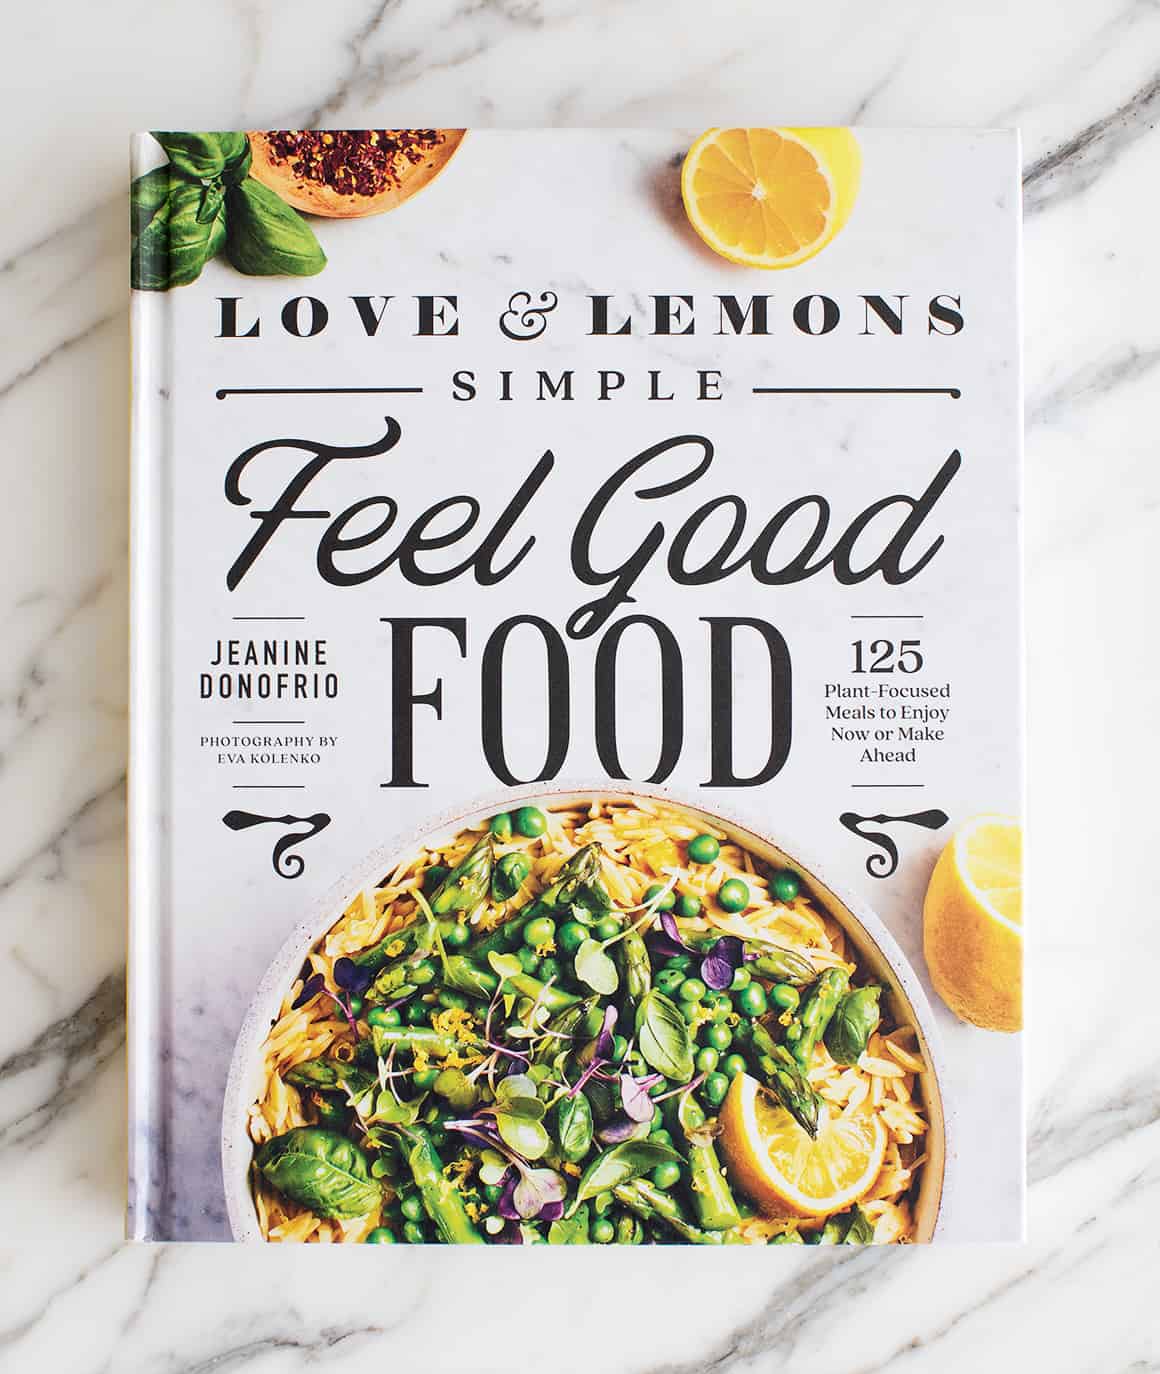 LOVE & LEMONS
SIMPLE
Feel Good
FOOD
JEANINE
DONOFRIO
PHOTOGRAPHY BY
EVA KOLENKO
125
Plant-Focused
Meals to Enjoy
Now or Make
Ahead